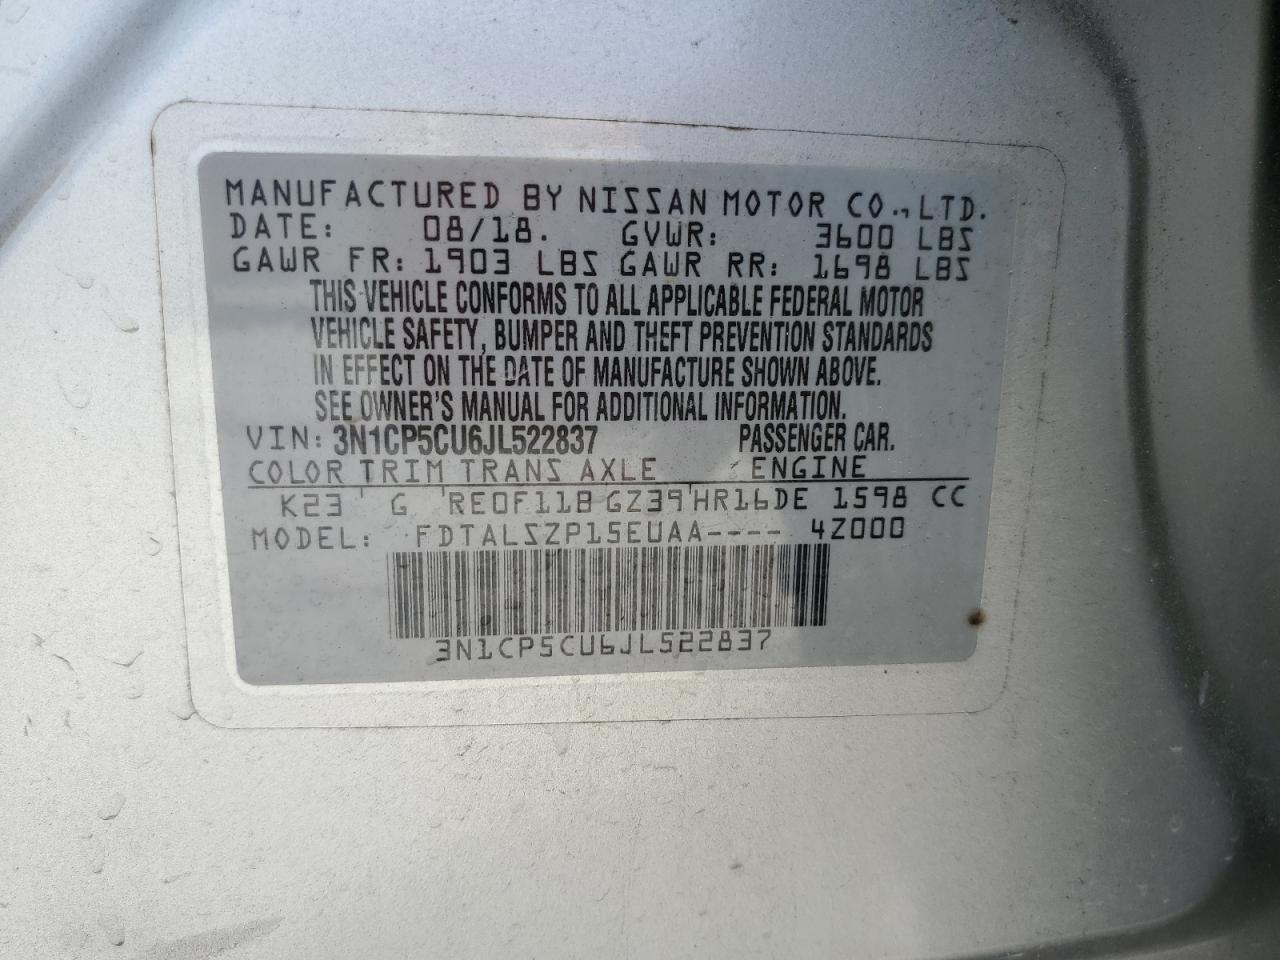 MANUFACTURED BY NISSAN MOTOR CO., LTD.
DATE: 08/18. GVWR: 3600 LBS
GAWR FR: 1903 LBS GAWR RR: 1698 LBS
THIS VEHICLE CONFORMS TO ALL APPLICABLE FEDERAL MOTOR
VEHICLE SAFETY, BUMPER AND THEFT PREVENTION STANDARDS
IN EFFECT ON THE DATE OF MANUFACTURE SHOWN ABOVE.
SEE OWNER'S MANUAL FOR ADDITIONAL INFORMATION.
VIN: 3N1CP5CU6JL522837 PASSENGER CAR.
COLOR TRIM TRANS AXLE ENGINE
K23 G RE0F11B GZ39 HR16DE 1598 CC
MODEL: FDTALSZP15EUAA---- 4Z000
3N1CP5CU6JL522837